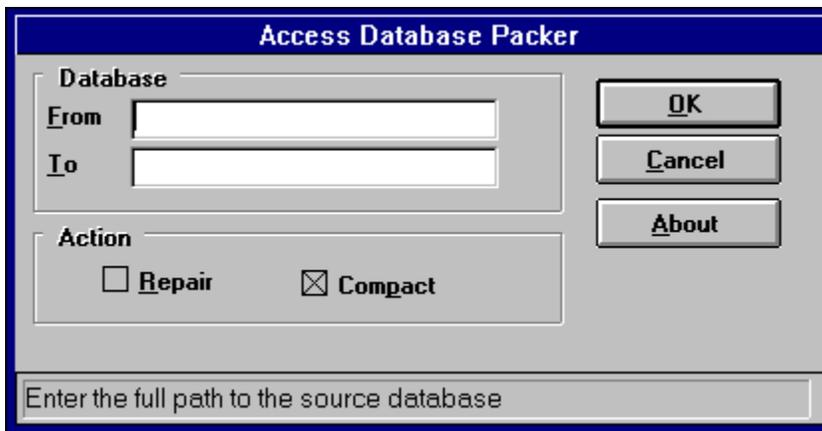 Access Database Packer
Database
From
To
OK
Cancel
About
Action
Repair
Compact
Enter the full path to the source database